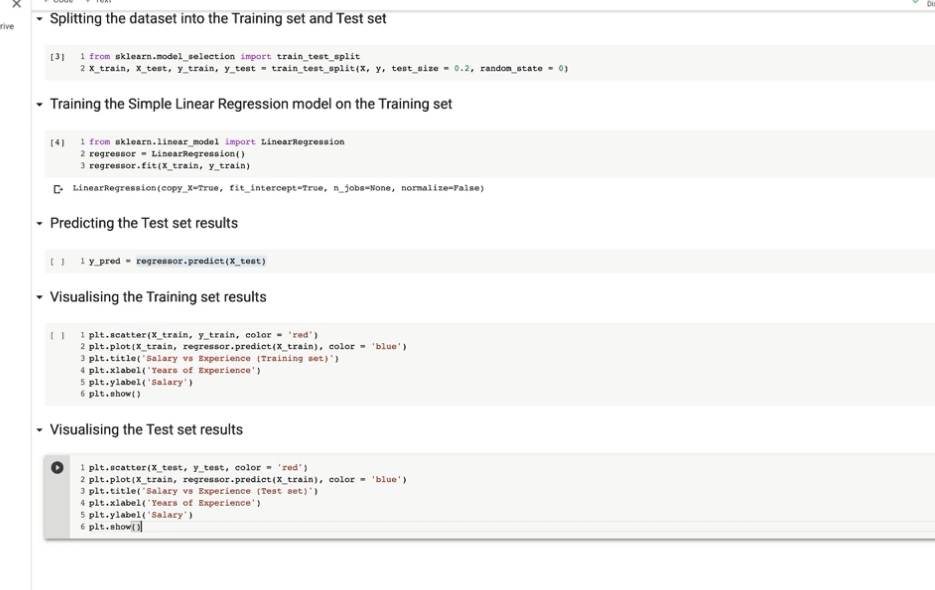 rive
Splitting the dataset into the Training set and Test set
[3] 1 from sklearn.model_selection import train_test_split
2 X_train, X_test, y_train, y_test = train_test_split(X, y, test_size = 0.2, random_state = 0)
Training the Simple Linear Regression model on the Training set
[4] 1 from sklearn.linear_model import LinearRegression
2 regressor = LinearRegression()
3 regressor.fit(X_train, y_train)
LinearRegression(copy_X=True, fit_intercept=True, n_jobs=None, normalize=False)
Predicting the Test set results
[ ] 1 y_pred = regressor.predict(X_test)
Visualising the Training set results
[ ] 1 plt.scatter(X_train, y_train, color = 'red')
2 plt.plot(X_train, regressor.predict(X_train), color = 'blue')
3 plt.title('Salary vs Experience (Training set)')
4 plt.xlabel('Years of Experience')
5 plt.ylabel('Salary')
6 plt.show()
Visualising the Test set results
1 plt.scatter(X_test, y_test, color = 'red')
2 plt.plot(X_train, regressor.predict(X_train), color = 'blue')
3 plt.title('Salary vs Experience (Test set)')
4 plt.xlabel('Years of Experience')
5 plt.ylabel('Salary')
6 plt.show()